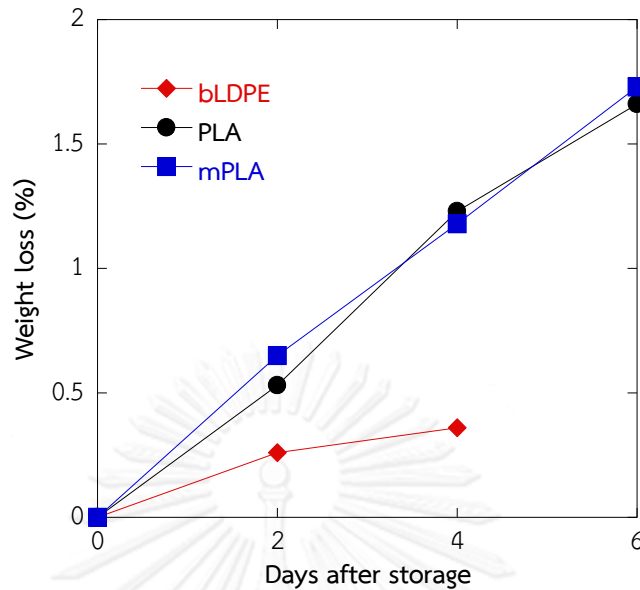 2
1.5
1
0.5
0
bLDPE
PLA
mPLA
Weight loss (%)
0 2 4 6
Days after storage